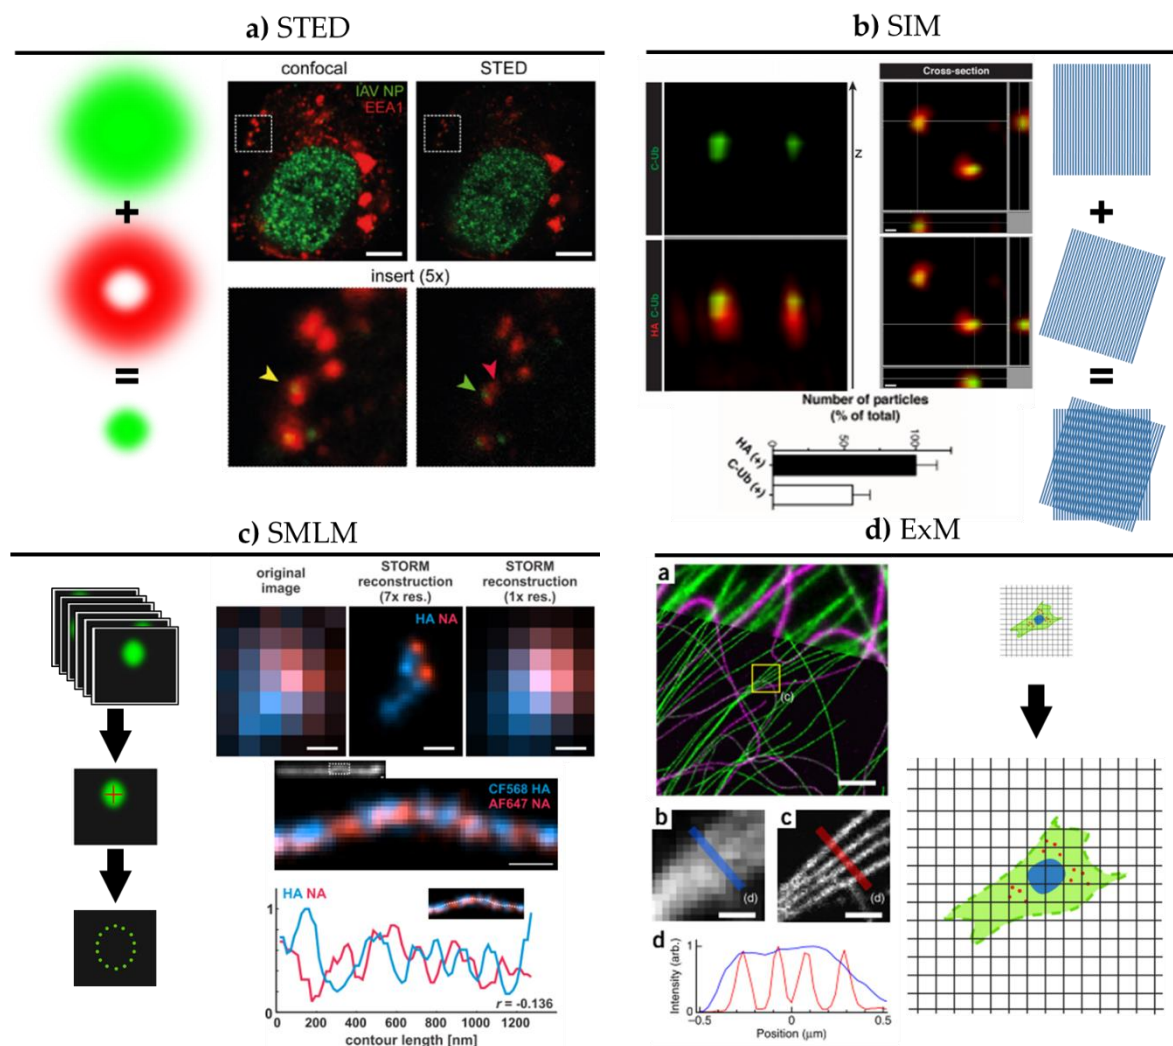 a) STED
confocal
STED
IAV NP
EEA1
insert (5x)
+
=
b) SIM
C-Ub
HA C-Ub
z
Cross-section
+
=
Number of particles
(% of total)
0
50
100
HA (+)
C-Ub (+)
c) SMLM
original
image
STORM
reconstruction
(7x res.)
STORM
reconstruction
(1x res.)
HA NA
CF568 HA
AF647 NA
HA NA
1
0
r = -0.136
0 200 400 600 800 1000 1200
contour length [nm]
d) ExM
a
(c)
b
(d)
c
(d)
d
Intensity (arb.)
1
0
−0.5 0 0.5
Position (μm)